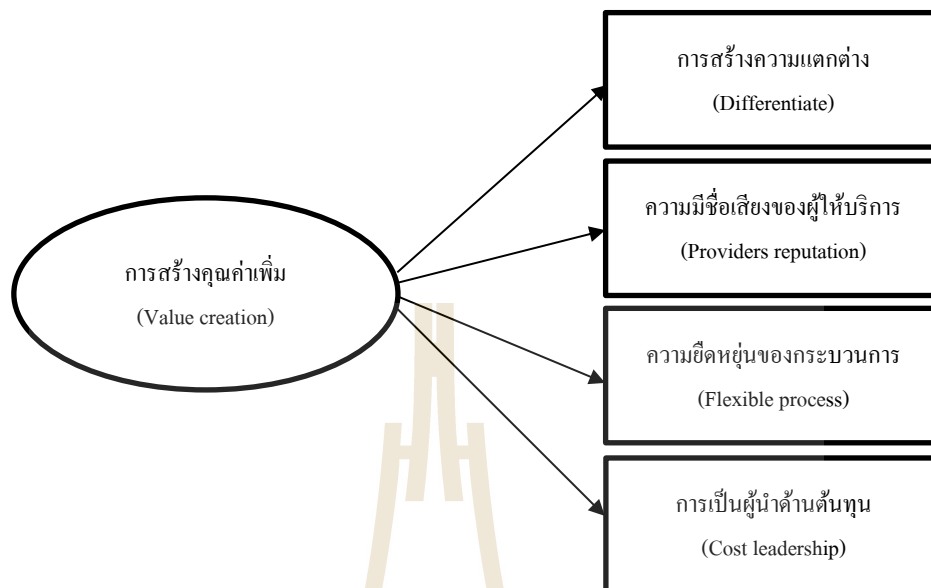 การสร้างความแตกต่าง
(Differentiate)
ความมีชื่อเสียงของผู้ให้บริการ
(Providers reputation)
การสร้างคุณค่าเพิ่ม
(Value creation)
ความยืดหยุ่นของกระบวนการ
(Flexible process)
การเป็นผู้นำด้านต้นทุน
(Cost leadership)